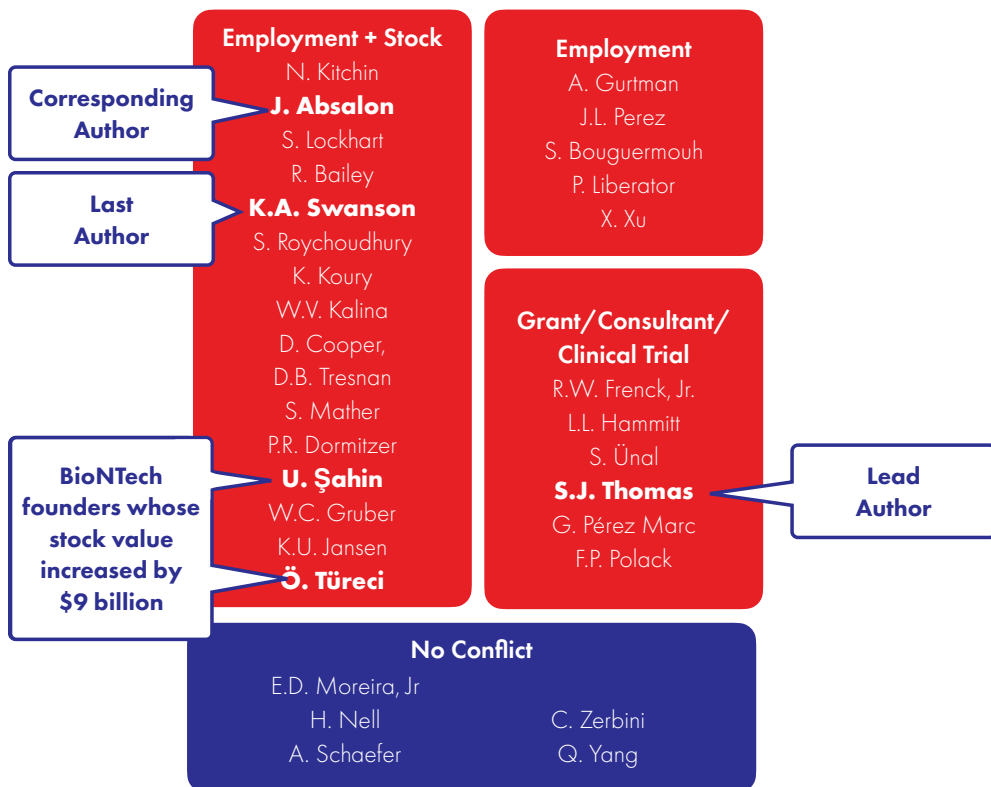 Employment + Stock
N. Kitchin
J. Absalon
S. Lockhart
R. Bailey
K.A. Swanson
S. Roychoudhury
K. Koury
W.V. Kalina
D. Cooper,
D.B. Tresnan
S. Mather
P.R. Dormitzer
U. Şahin
W.C. Gruber
K.U. Jansen
Ö. Türeci
Corresponding
Author
Last
Author
BioNTech
founders whose
stock value
increased by
$9 billion
Employment
A. Gurtman
J.L. Perez
S. Bouguermouh
P. Liberator
X. Xu
Grant/Consultant/
Clinical Trial
R.W. Frenck, Jr.
L.L. Hammitt
S. Ünal
S.J. Thomas
G. Pérez Marc
F.P. Polack
Lead
Author
No Conflict
E.D. Moreira, Jr
H. Nell
A. Schaefer
C. Zerbini
Q. Yang